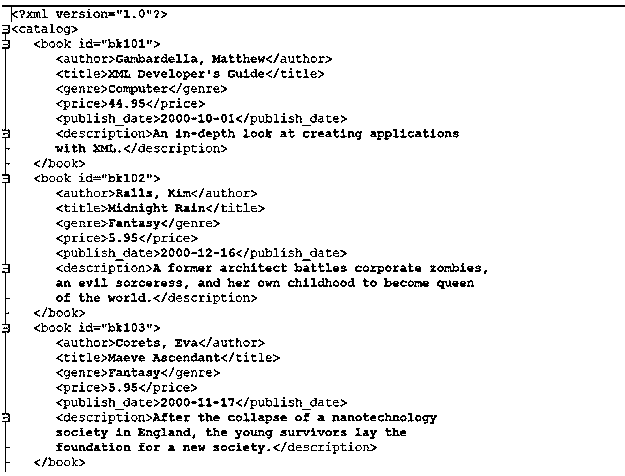 <?xml version="1.0"?>
<catalog>
<book id="bk101">
<author>Gambardella, Matthew</author>
<title>XML Developer's Guide</title>
<genre>Computer</genre>
<price>44.95</price>
<publish_date>2000-10-01</publish_date>
<description>An in-depth look at creating applications
with XML.</description>
</book>
<book id="bk102">
<author>Ralls, Kim</author>
<title>Midnight Rain</title>
<genre>Fantasy</genre>
<price>5.95</price>
<publish_date>2000-12-16</publish_date>
<description>A former architect battles corporate zombies,
an evil sorceress, and her own childhood to become queen
of the world.</description>
</book>
<book id="bk103">
<author>Corets, Eva</author>
<title>Maeve Ascendant</title>
<genre>Fantasy</genre>
<price>5.95</price>
<publish_date>2000-11-17</publish_date>
<description>After the collapse of a nanotechnology
society in England, the young survivors lay the
foundation for a new society.</description>
</book>